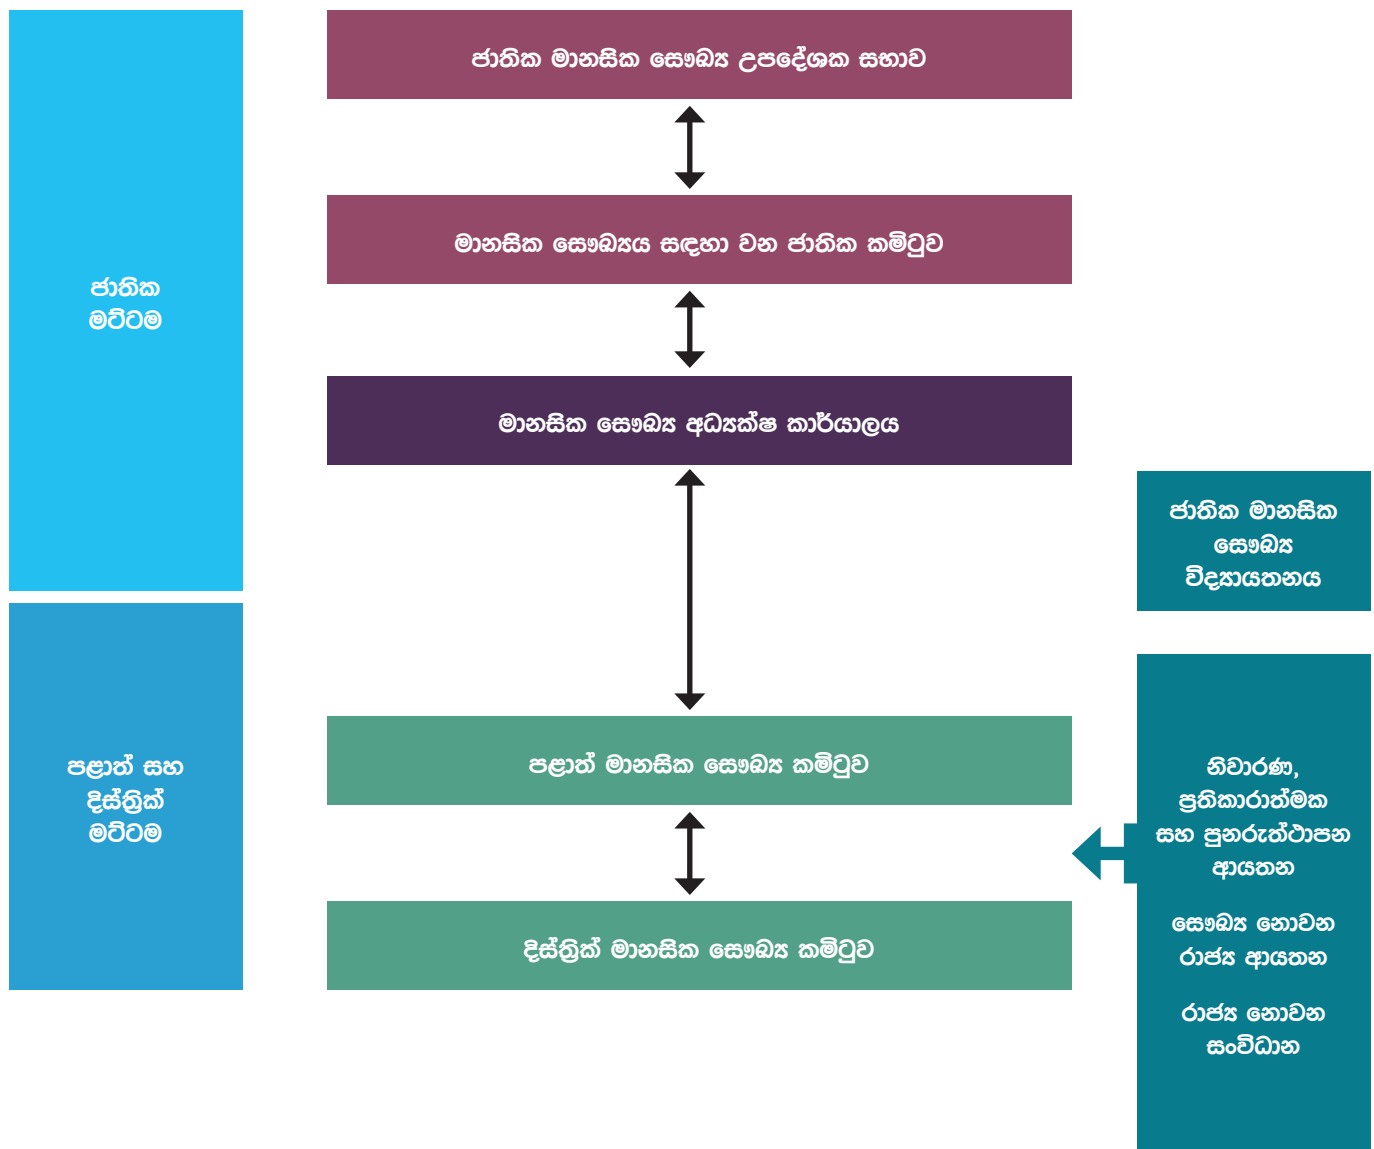 ජාතික මානසික සෞඛ්‍ය උපදේශක සභාව
මානසික සෞඛ්‍යය සඳහා වන ජාතික කමිටුව
ජාතික
මට්ටම
මානසික සෞඛ්‍ය අධ්‍යක්ෂ කාර්යාලය
ජාතික මානසික
සෞඛ්‍ය
විද්‍යායතනය
පළාත් සහ
දිස්ත්‍රික්
මට්ටම
පළාත් මානසික සෞඛ්‍ය කමිටුව
දිස්ත්‍රික් මානසික සෞඛ්‍ය කමිටුව
නිවාරණ,
ප්‍රතිකාරාත්මක
සහ පුනරුත්ථාපන
ආයතන
සෞඛ්‍ය නොවන
රාජ්‍ය ආයතන
රාජ්‍ය නොවන
සංවිධාන